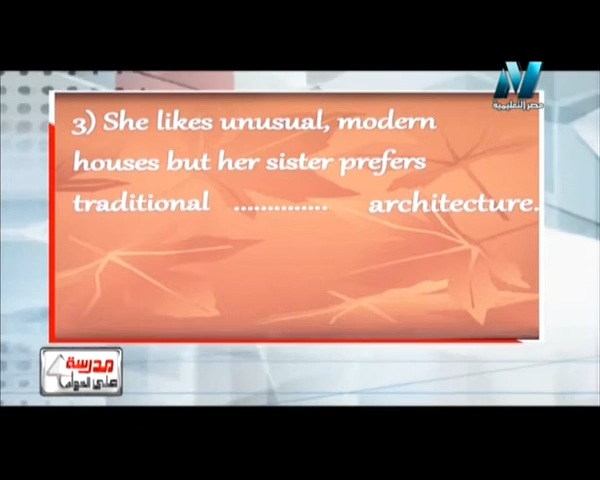 مصر التعليمية
3) She likes unusual, modern
houses but her sister prefers
traditional .............. architecture.
مدرسة
على الهواء